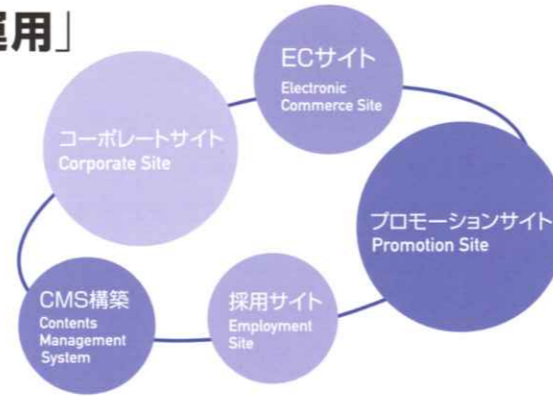 運用」
ECサイト
Electronic
Commerce Site
コーポレートサイト
Corporate Site
プロモーションサイト
Promotion Site
CMS構築
Contents
Management
System
採用サイト
Employment
Site